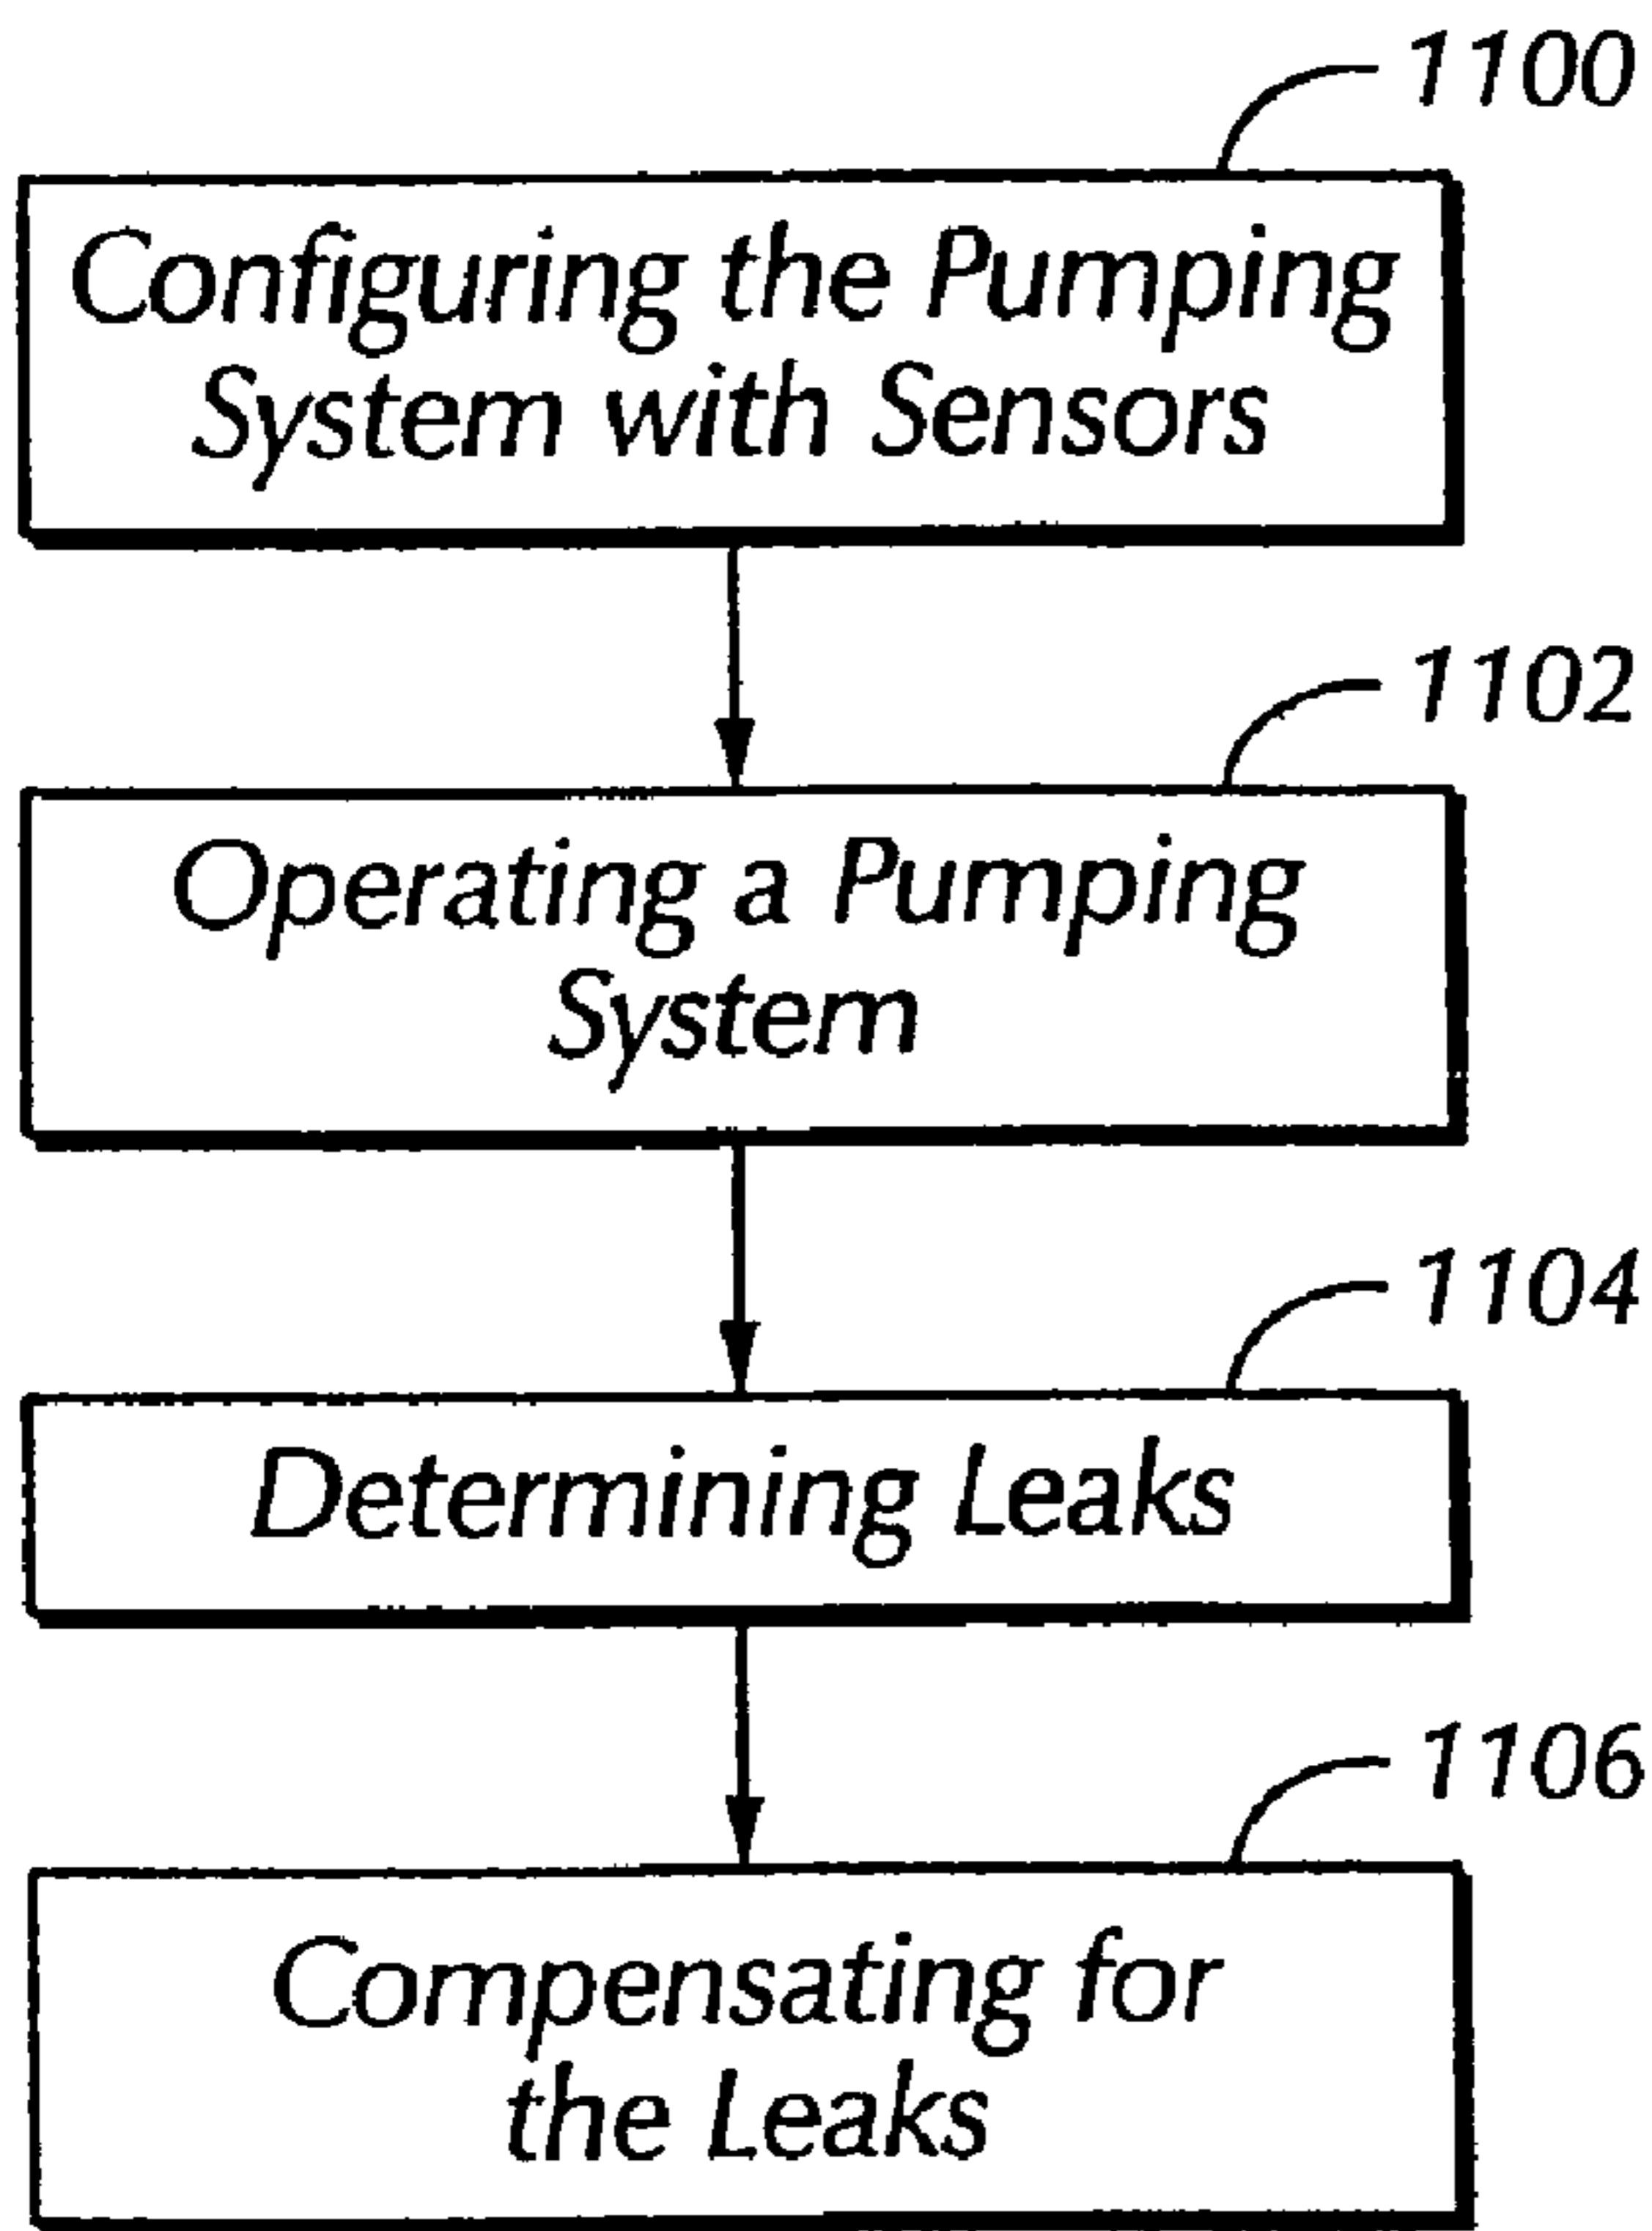 1100
Configuring the Pumping
System with Sensors
1102
Operating a Pumping
System
1104
Determining Leaks
1106
Compensating for
the Leaks